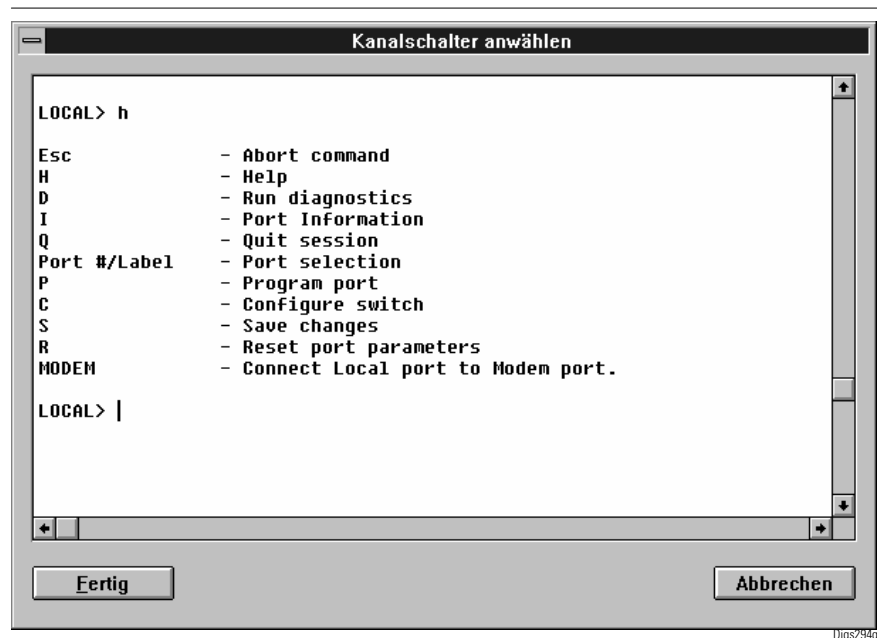 Kanalschalter anwählen
LOCAL> h
Esc - Abort command
H - Help
D - Run diagnostics
I - Port Information
Q - Quit session
Port #/Label - Port selection
P - Program port
C - Configure switch
S - Save changes
R - Reset port parameters
MODEM - Connect Local port to Modem port.
LOCAL>
Fertig
Abbrechen
Digs294g